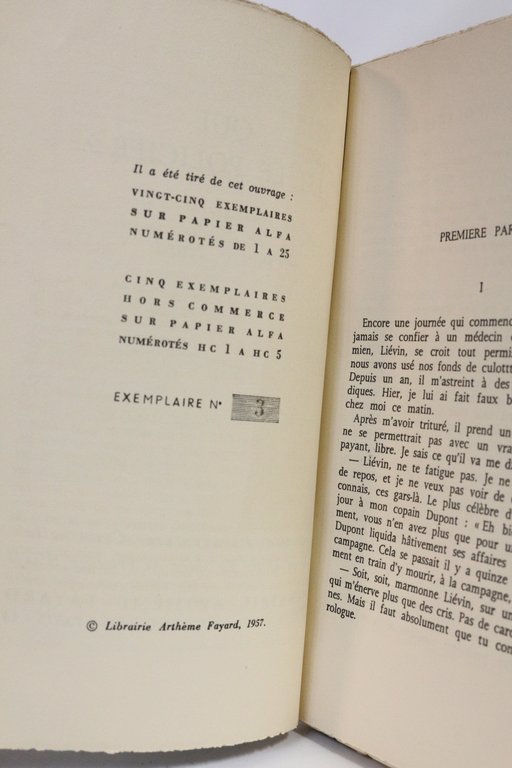 Il a été tiré de cet ouvrage :
VINGT-CINQ EXEMPLAIRES
SUR PAPIER ALFA
NUMÉROTÉS DE 1 A 25
CINQ EXEMPLAIRES
HORS COMMERCE
SUR PAPIER ALFA
NUMÉROTÉS HC 1 A HC 5
EXEMPLAIRE N° 3
© Librairie Arthème Fayard, 1957.
PREMIERE PAR
I
Encore une journée qui commenc
jamais se confier à un médecin
mien, Liévin, se croit tout permi
nous avons usé nos fonds de culott
Depuis un an, il m'astreint à des
diques. Hier, je lui ai fait faux b
chez moi ce matin.
Après m'avoir trituré, il prend un
ne se permettrait pas avec un vra
payant, libre. Je sais ce qu'il va me d
— Liévin, ne te fatigue pas. Je ne
de repos, et je ne veux pas voir de
connais, ces gars-là. Le plus célèbre d
jour à mon copain Dupont : « Eh bi
ment, vous n'en avez plus que pour u
Dupont liquida hâtivement ses affaires
campagne. Cela se passait il y a quinze
ment en train d'y mourir, à la campagne,
— Soit, soit, marmonne Liévin, sur un
qui m'énerve plus que des cris. Pas de card
nes. Mais il faut absolument que tu con
rologue.